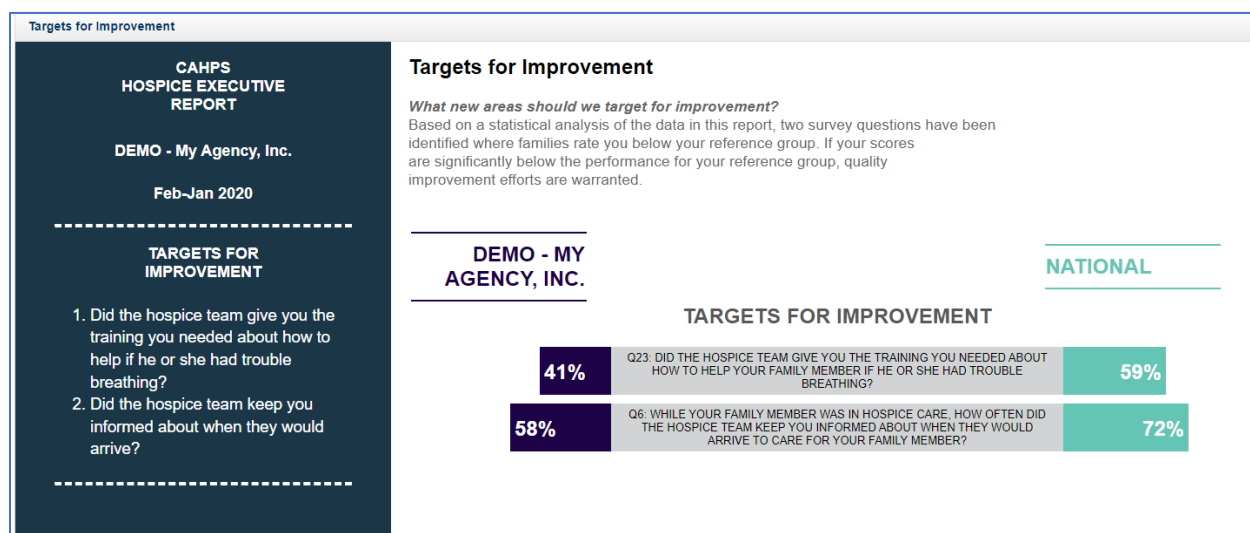 Targets for Improvement
CAHPS
HOSPICE EXECUTIVE
REPORT
DEMO - My Agency, Inc.
Feb-Jan 2020
TARGETS FOR
IMPROVEMENT
1. Did the hospice team give you the
training you needed about how to
help if he or she had trouble
breathing?
2. Did the hospice team keep you
informed about when they would
arrive?
Targets for Improvement
What new areas should we target for improvement?
Based on a statistical analysis of the data in this report, two survey questions have been
identified where families rate you below your reference group. If your scores
are significantly below the performance for your reference group, quality
improvement efforts are warranted.
DEMO - MY
AGENCY, INC.
NATIONAL
TARGETS FOR IMPROVEMENT
41%
Q23: DID THE HOSPICE TEAM GIVE YOU THE TRAINING YOU NEEDED ABOUT
HOW TO HELP YOUR FAMILY MEMBER IF HE OR SHE HAD TROUBLE
BREATHING?
59%
58%
Q6: WHILE YOUR FAMILY MEMBER WAS IN HOSPICE CARE, HOW OFTEN DID
THE HOSPICE TEAM KEEP YOU INFORMED ABOUT WHEN THEY WOULD
ARRIVE TO CARE FOR YOUR FAMILY MEMBER?
72%